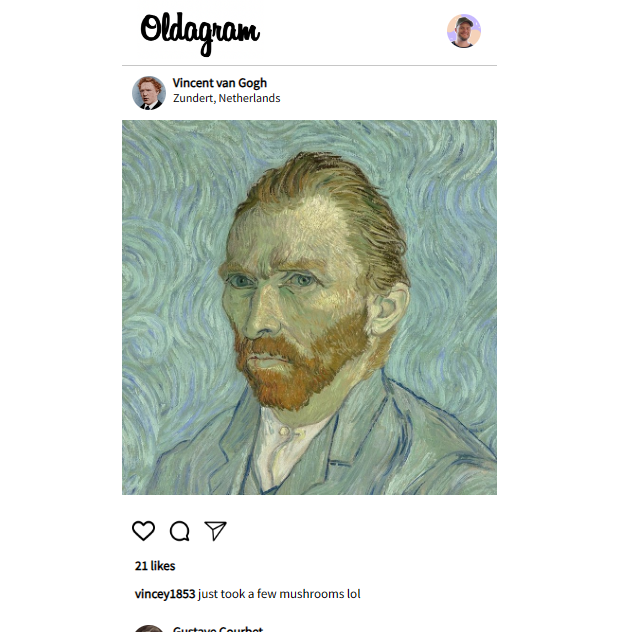 Oldagram
Vincent van Gogh
Zundert, Netherlands
21 likes
vincey1853 just took a few mushrooms lol
Gustave Courbet